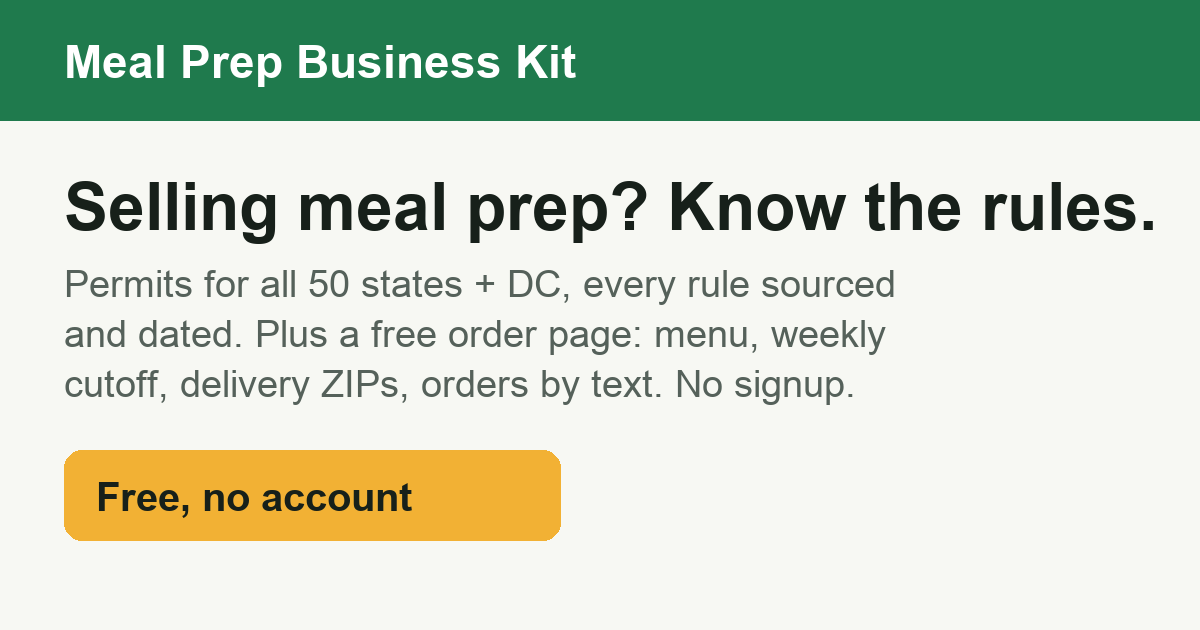 Meal Prep Business Kit
Selling meal prep? Know the rules.
Permits for all 50 states + DC, every rule sourced
and dated. Plus a free order page: menu, weekly
cutoff, delivery ZIPs, orders by text. No signup.
Free, no account